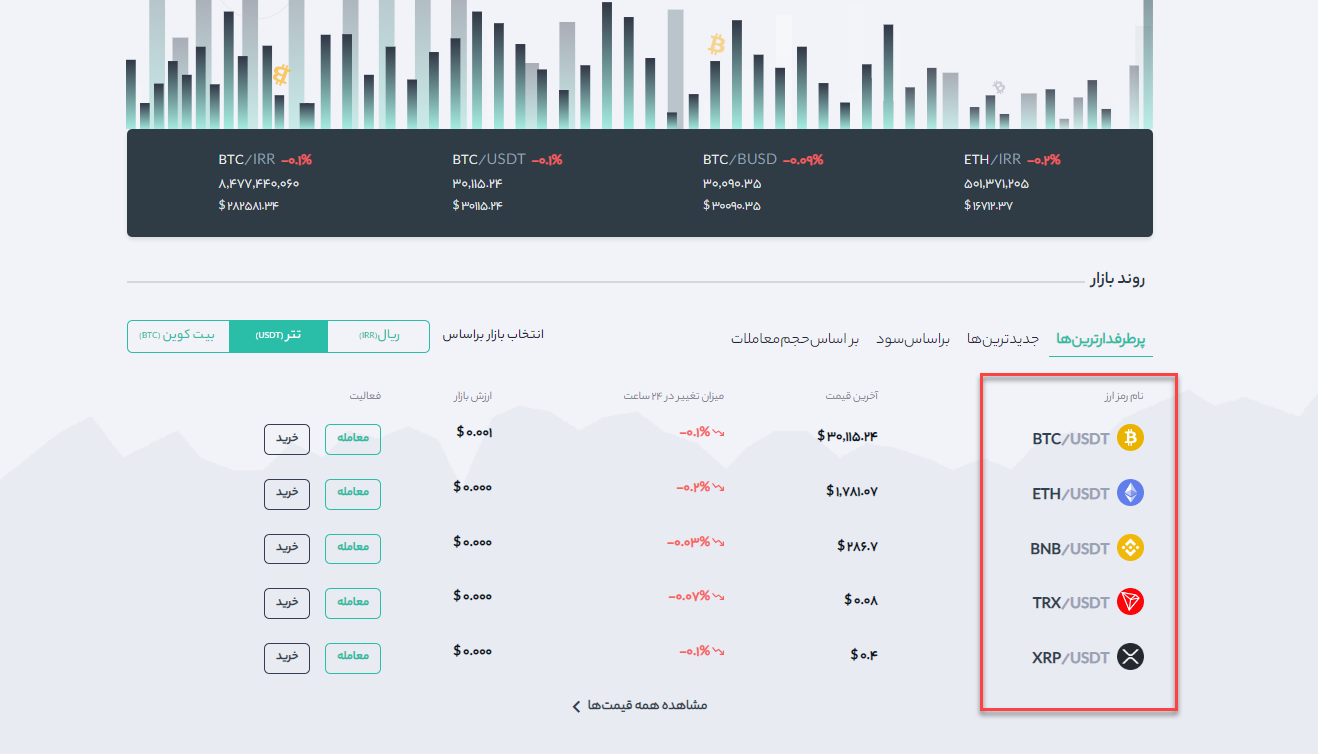 BTC/IRR -۰.۱%
۸,۴۷۷,۴۴۰,۰۶۰
$ ۲۸۲۵۸۱.۳۴
BTC/USDT -۰.۱%
۳۰,۱۱۵.۲۴
$ ۳۰۱۱۵.۲۴
BTC/BUSD -۰.۰۹%
۳۰,۰۹۰.۳۵
$ ۳۰۰۹۰.۳۵
ETH/IRR -۰.۲%
۵۰۱,۳۷۱,۲۰۵
$ ۱۶۷۱۲.۳۷
روند بازار
پرطرفدارترین‌ها جدیدترین‌ها براساس‌سود بر اساس‌حجم‌معاملات
انتخاب بازار براساس ریال(IRR) تتر (USDT) بیت کوین (BTC)
نام رمز ارز آخرین قیمت میزان تغییر در ۲۴ ساعت ارزش بازار فعالیت
BTC/USDT $ ۳۰,۱۱۵.۲۴ -۰.۱% $ ۰.۰۰۱ معامله خرید
ETH/USDT $ ۱,۷۸۱.۰۷ -۰.۲% $ ۰.۰۰۰ معامله خرید
BNB/USDT $ ۲۸۶.۷ -۰.۰۳% $ ۰.۰۰۰ معامله خرید
TRX/USDT $ ۰.۰۸ -۰.۰۷% $ ۰.۰۰۰ معامله خرید
XRP/USDT $ ۰.۴ -۰.۱% $ ۰.۰۰۰ معامله خرید
مشاهده همه قیمت‌ها